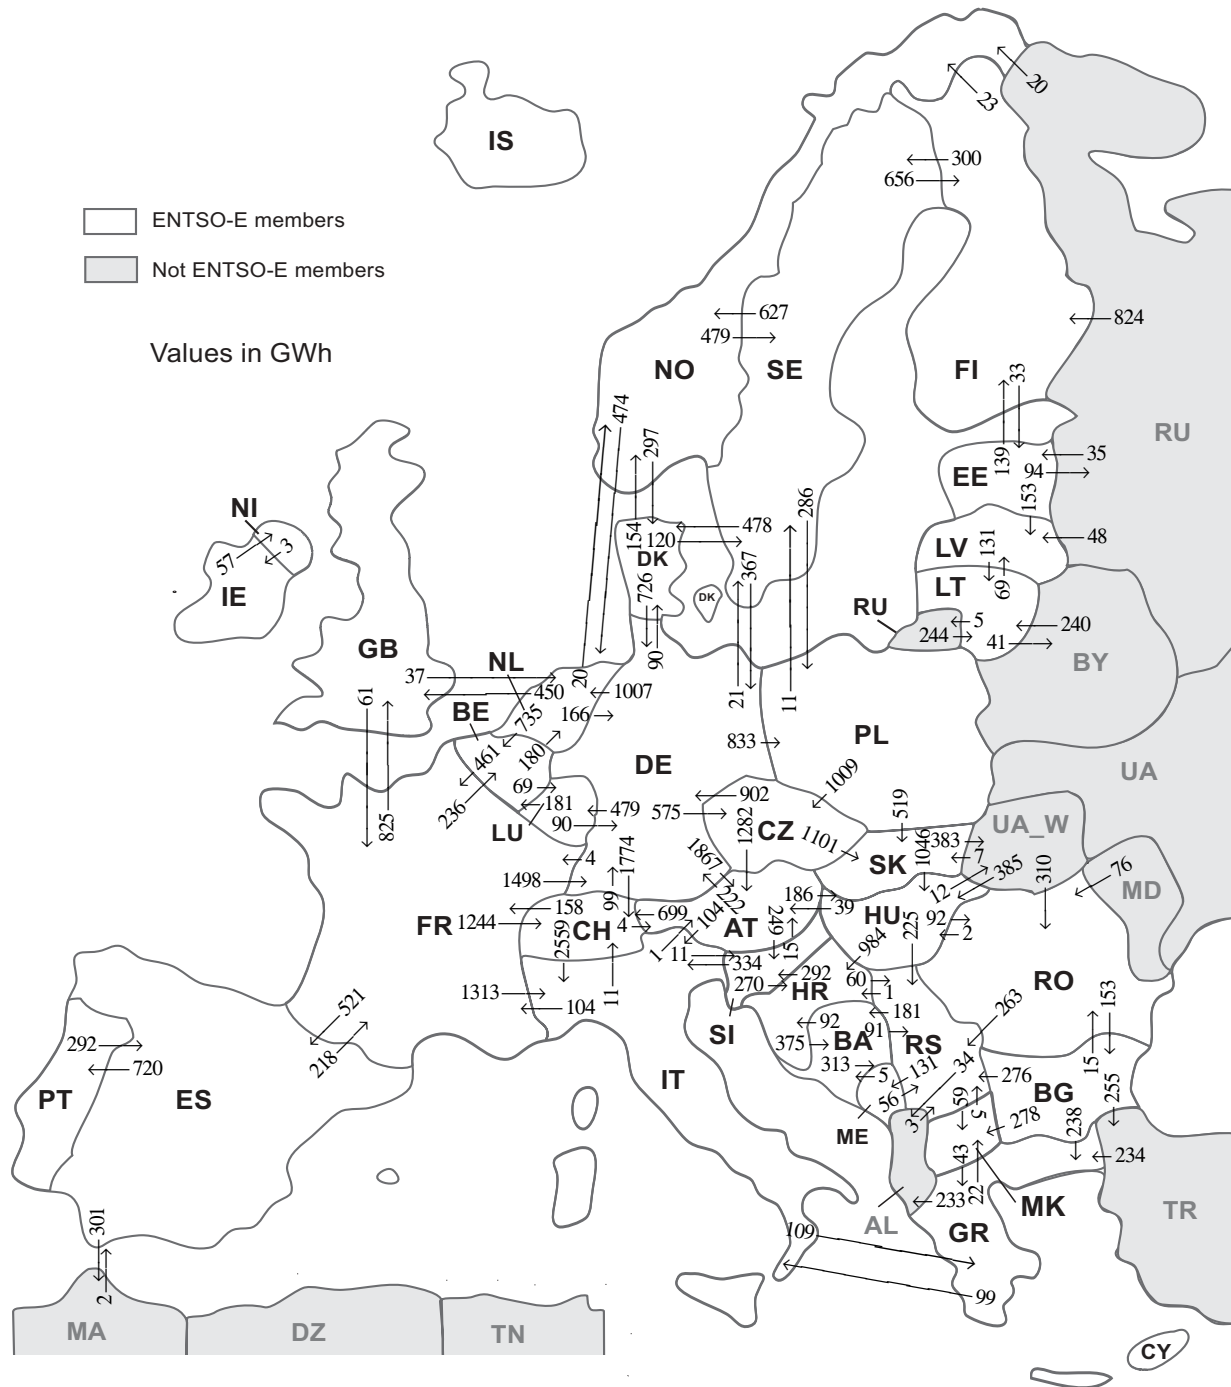 20
23
IS
300
656
ENTSO-E members
Not ENTSO-E members
627
824
479
Values in GWh
NO
SE
FI
33
474
RU
297
139
35
EE
94
286
153
NI
154
478
120
48
57
3
DK
131
LV
367
IE
726
DK
LT
69
RU
5
240
244
41
GB
BY
NL
90
37
20
450
1007
61
21
11
BE
735
166
PL
833
461
180
DE
UA
1009
69
902
236
181
479
575
519
LU
90
825
1282
CZ
UA_W
1101
383
1774
1046
4
1867
SK
7
385
310
76
1498
99
222
12
MD
186
158
699
104
249
39
FR
1244
CH
4
AT
HU
92
225
2
2559
1
11
15
984
334
292
60
RO
270
HR
1313
11
1
104
263
153
521
SI
92
181
292
375
BA
91
RS
218
IT
313
34
15
720
5
131
276
PT
ES
56
59
BG
255
ME
3
5
278
238
43
234
233
22
MK
301
AL
TR
109
GR
2
99
MA
DZ
TN
CY